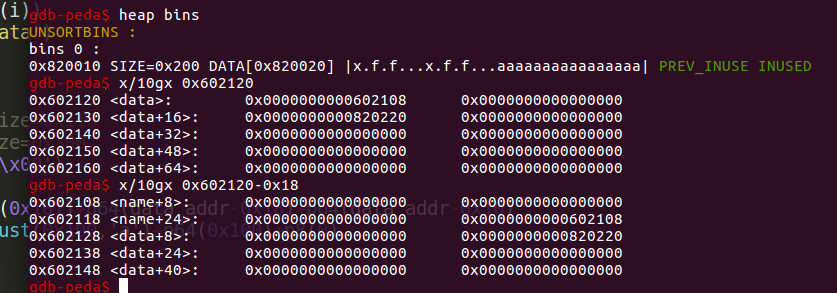 (i))
gdb-peda$ heap bins
ata
UNSORTBINS :
bins 0 :
0x820010 SIZE=0x200 DATA[0x820020] |x.f.f...x.f.f...aaaaaaaaaaaaaaaa| PREV_INUSE INUSED
gdb-peda$ x/10gx 0x602120
0x602120 <data>: 0x0000000000602108 0x0000000000000000
0x602130 <data+16>: 0x0000000000820220 0x0000000000000000
0x602140 <data+32>: 0x0000000000000000 0x0000000000000000
0x602150 <data+48>: 0x0000000000000000 0x0000000000000000
0x602160 <data+64>: 0x0000000000000000 0x0000000000000000
gdb-peda$ x/10gx 0x602120-0x18
0x602108 <name+8>: 0x0000000000000000 0x0000000000000000
0x602118 <name+24>: 0x0000000000000000 0x0000000000602108
0x602128 <data+8>: 0x0000000000000000 0x0000000000820220
0x602138 <data+24>: 0x0000000000000000 0x0000000000000000
0x602148 <data+40>: 0x0000000000000000 0x0000000000000000
gdb-peda$